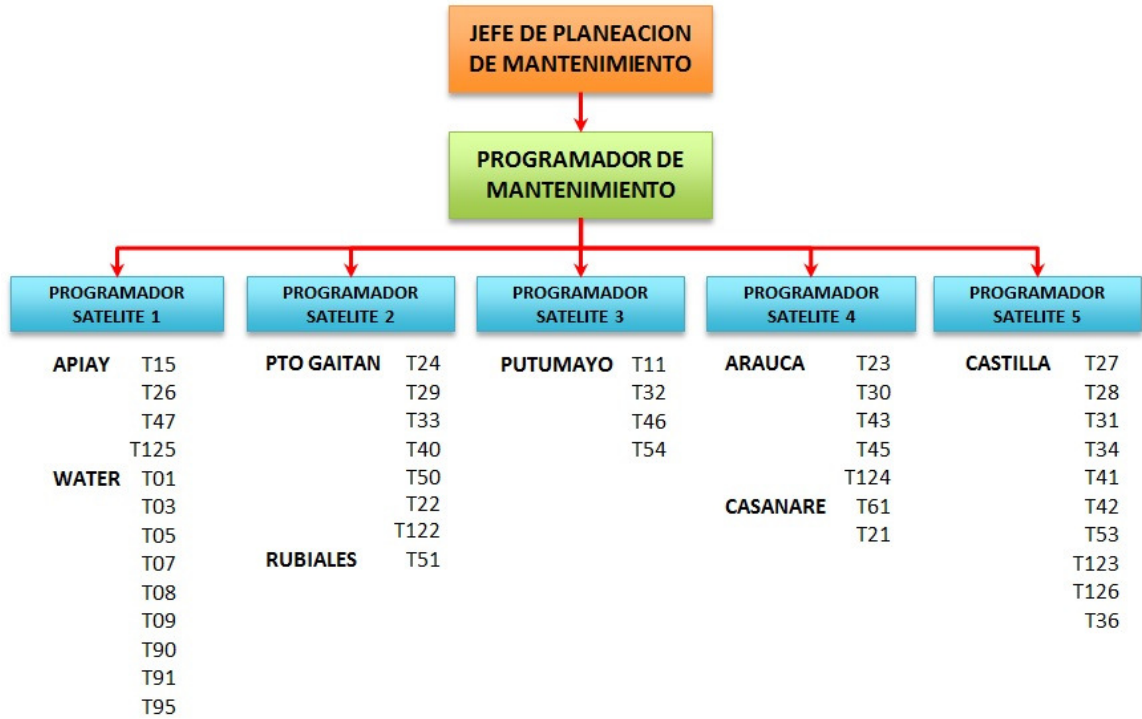 JEFE DE PLANEACION
DE MANTENIMIENTO
PROGRAMADOR DE
MANTENIMIENTO
PROGRAMADOR
SATELITE 1
APIAY T15
T26
T47
T125
WATER T01
T03
T05
T07
T08
T09
T90
T91
T95
PROGRAMADOR
SATELITE 2
PTO GAITAN T24
T29
T33
T40
T50
T22
T122
RUBIALES T51
PROGRAMADOR
SATELITE 3
PUTUMAYO T11
T32
T46
T54
PROGRAMADOR
SATELITE 4
ARAUCA T23
T30
T43
T45
T124
CASANARE T61
T21
PROGRAMADOR
SATELITE 5
CASTILLA T27
T28
T31
T34
T41
T42
T53
T123
T126
T36